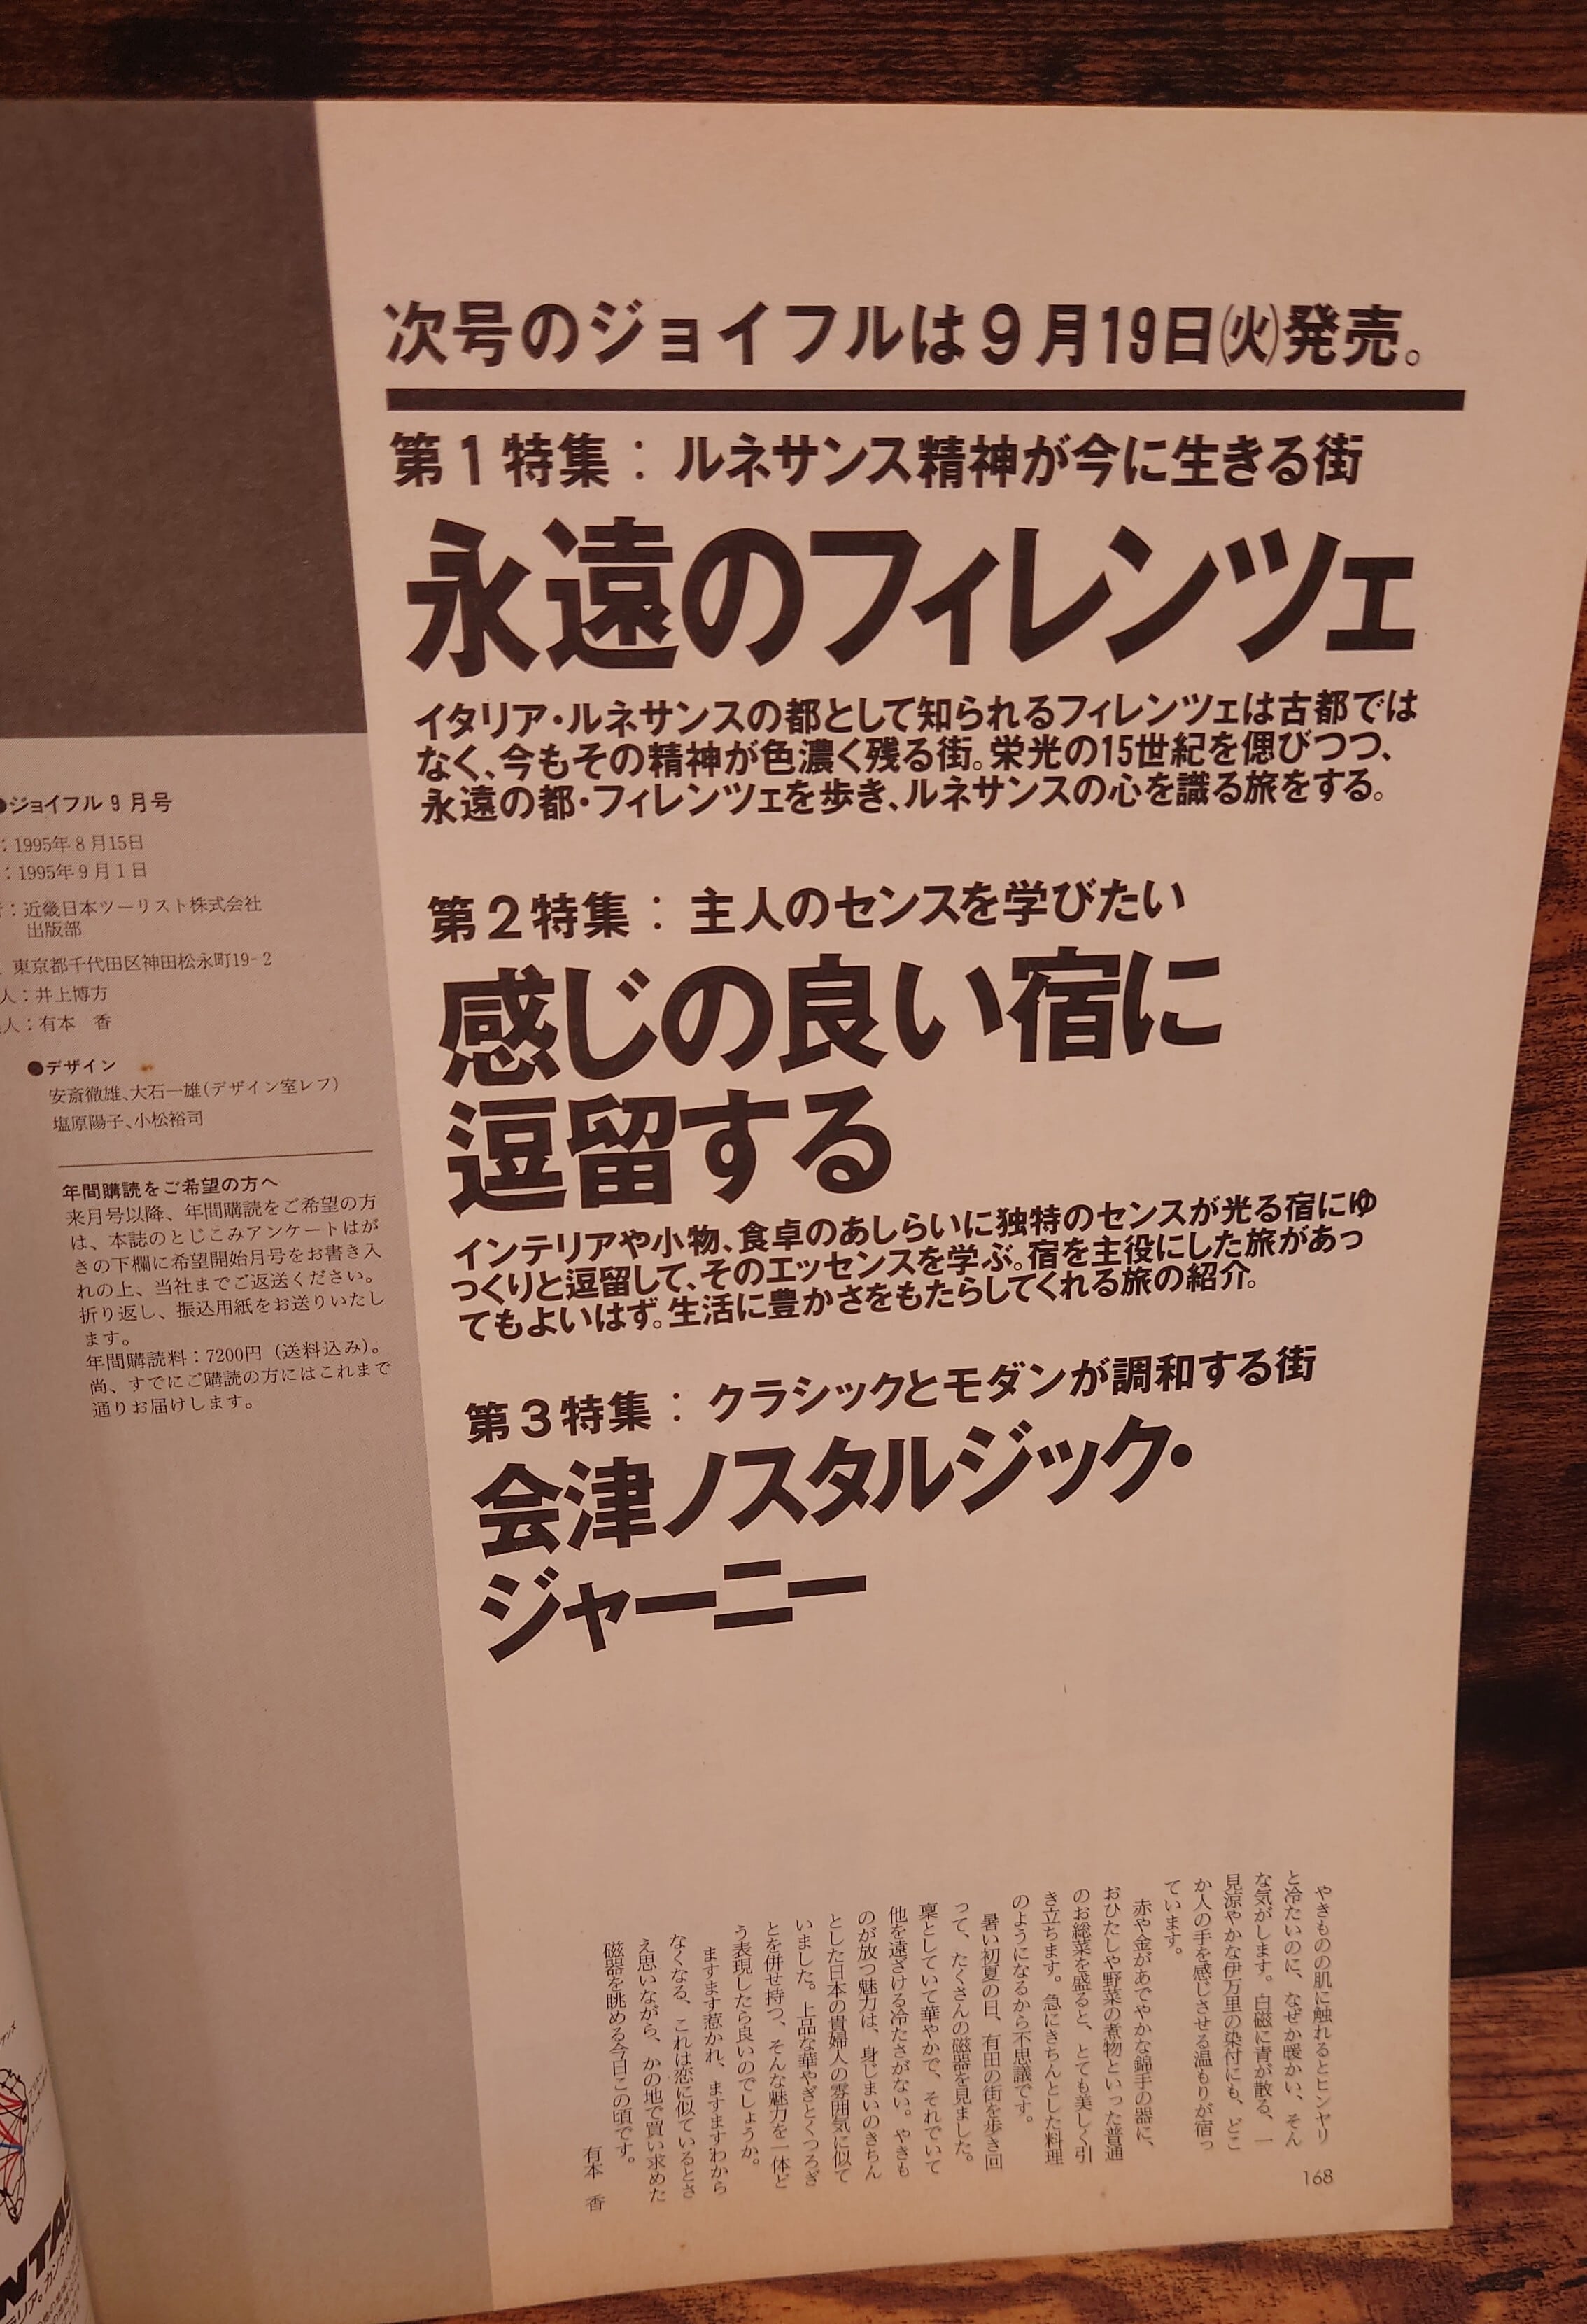 次号のジョイフルは9月19日㈫発売。
第1特集：ルネサンス精神が今に生きる街
永遠のフィレンツェ
イタリア・ルネサンスの都として知られるフィレンツェは古都では
なく、今もその精神が色濃く残る街。栄光の15世紀を偲びつつ、
永遠の都・フィレンツェを歩き、ルネサンスの心を識る旅をする。
第2特集：主人のセンスを学びたい
感じの良い宿に
逗留する
インテリアや小物、食卓のあしらいに独特のセンスが光る宿にゆ
っくりと逗留して、そのエッセンスを学ぶ。宿を主役にした旅があっ
てもよいはず。生活に豊かさをもたらしてくれる旅の紹介。
第3特集：クラシックとモダンが調和する街
会津ノスタルジック・
ジャーニー
●ジョイフル9月号
：1995年8月15日
：1995年9月1日
：近畿日本ツーリスト株式会社
出版部
東京都千代田区神田松永町19-2
人：井上博方
人：有本　香
●デザイン
安斎徹雄、大石一雄(デザイン室レフ)
塩原陽子、小松裕司
年間購読をご希望の方へ
来月号以降、年間購読をご希望の方
は、本誌のとじこみアンケートはが
きの下欄に希望開始月号をお書き入
れの上、当社までご返送ください。
折り返し、振込用紙をお送りいたし
ます。
年間購読料：7200円（送料込み）。
尚、すでにご購読の方にはこれまで
通りお届けします。
やきものの肌に触れるとヒンヤリ
と冷たいのに、なぜか暖かい、そん
な気がします。白磁に青が散る、一
見涼やかな伊万里の染付にも、どこ
か人の手を感じさせる温もりが宿っ
ています。
赤や金があでやかな錦手の器に、
おひたしや野菜の煮物といった普通
のお総菜を盛ると、とても美しく引
き立ちます。急にきちんとした料理
のようになるから不思議です。
暑い初夏の日、有田の街を歩き回
って、たくさんの磁器を見ました。
稟としていて華やかで、それでいて
他を遠ざける冷たさがない。やきも
のが放つ魅力は、身じまいのきちん
とした日本の貴婦人の雰囲気に似て
いました。上品な華やぎとくつろぎ
とを併せ持つ、そんな魅力を一体ど
う表現したら良いのでしょうか。
ますます惹かれ、ますますわから
なくなる、これは恋に似ているとさ
え思いながら、かの地で買い求めた
磁器を眺める今日この頃です。
有本　香
168